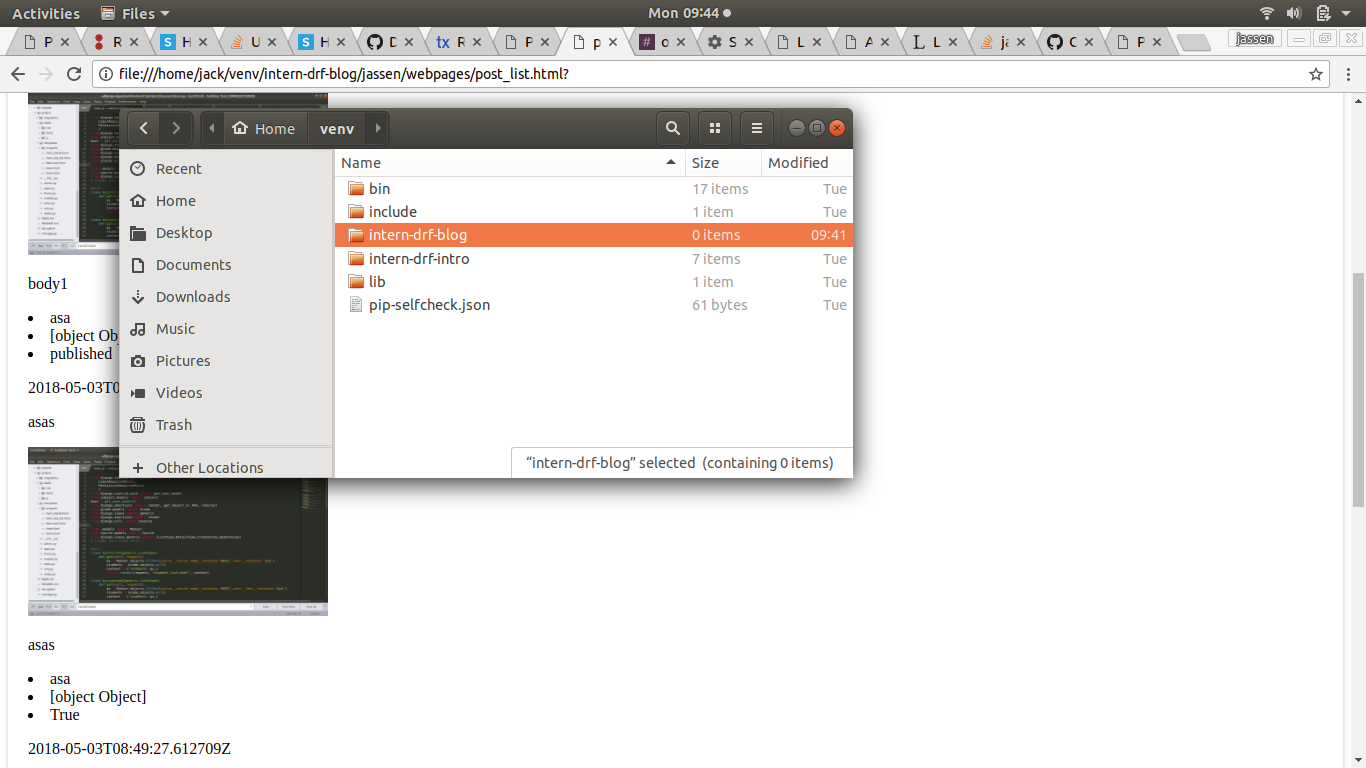 Activities Files Mon 09:44
P R H U H D R P p o S L A L ja C P jassen
file:///home/jack/venv/intern-drf-blog/jassen/webpages/post_list.html?
Home venv
Name Size Modified
Recent
Home
Desktop
Documents
Downloads
Music
Pictures
Videos
Trash
Other Locations
bin 17 items Tue
include 1 item Tue
intern-drf-blog 0 items 09:41
intern-drf-intro 7 items Tue
lib 1 item Tue
pip-selfcheck.json 61 bytes Tue
“intern-drf-blog” selected (containing 0 items)
body1
asa
[object Obj
published
2018-05-03T0
asas
asas
asa
[object Object]
True
2018-05-03T08:49:27.612709Z